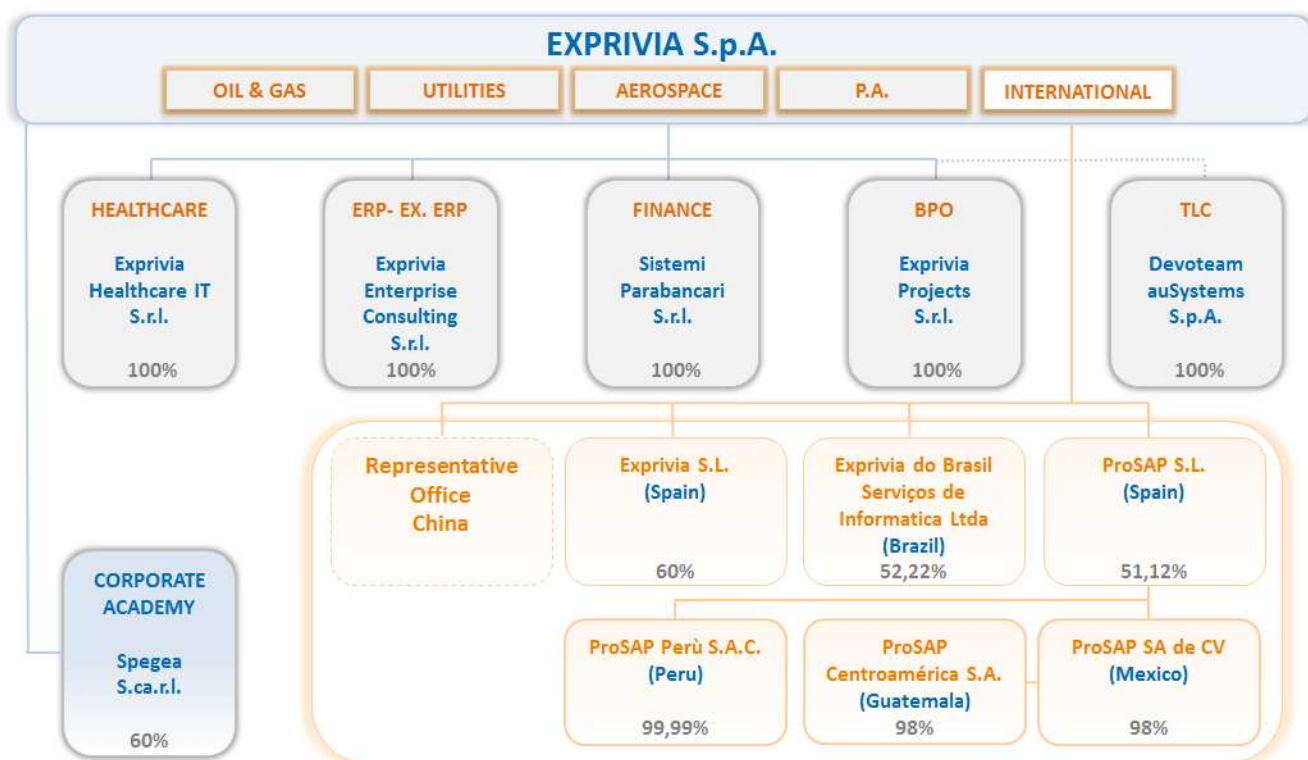 EXPRIVIA S.p.A.
OIL & GAS
UTILITIES
AEROSPACE
P.A.
INTERNATIONAL
HEALTHCARE
Exprivia
Healthcare IT
S.r.l.
100%
ERP- EX. ERP
Exprivia
Enterprise
Consulting
S.r.l.
100%
FINANCE
Sistemi
Parabancari
S.r.l.
100%
BPO
Exprivia
Projects
S.r.l.
100%
TLC
Devoteam
auSystems
S.p.A.
100%
Representative
Office
China
Exprivia S.L.
(Spain)
60%
Exprivia do Brasil
Serviços de
Informatica Ltda
(Brazil)
52,22%
ProSAP S.L.
(Spain)
51,12%
CORPORATE
ACADEMY
Spegea
S.ca.r.l.
60%
ProSAP Perù S.A.C.
(Peru)
99,99%
ProSAP
Centroamérica S.A.
(Guatemala)
98%
ProSAP SA de CV
(Mexico)
98%